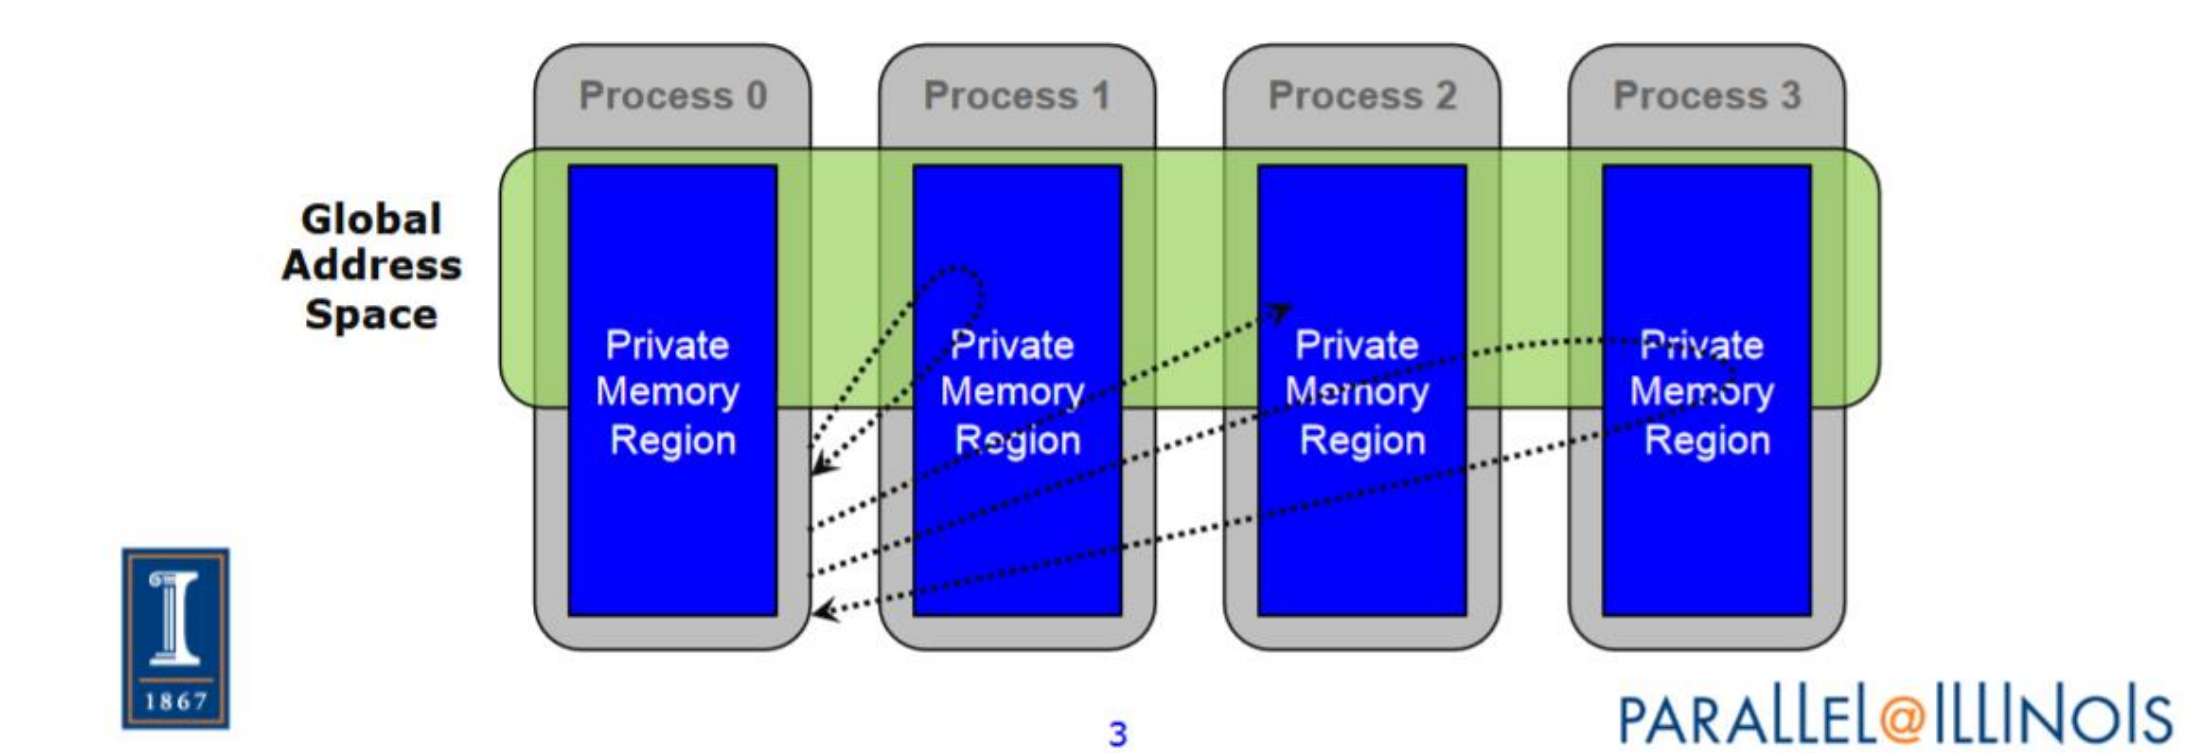 Process 0
Process 1
Process 2
Process 3
Global
Address
Space
Private
Memory
Region
Private
Memory
Region
Private
Memory
Region
Private
Memory
Region
I
1867
3
PARALLEL@ILLINOIS